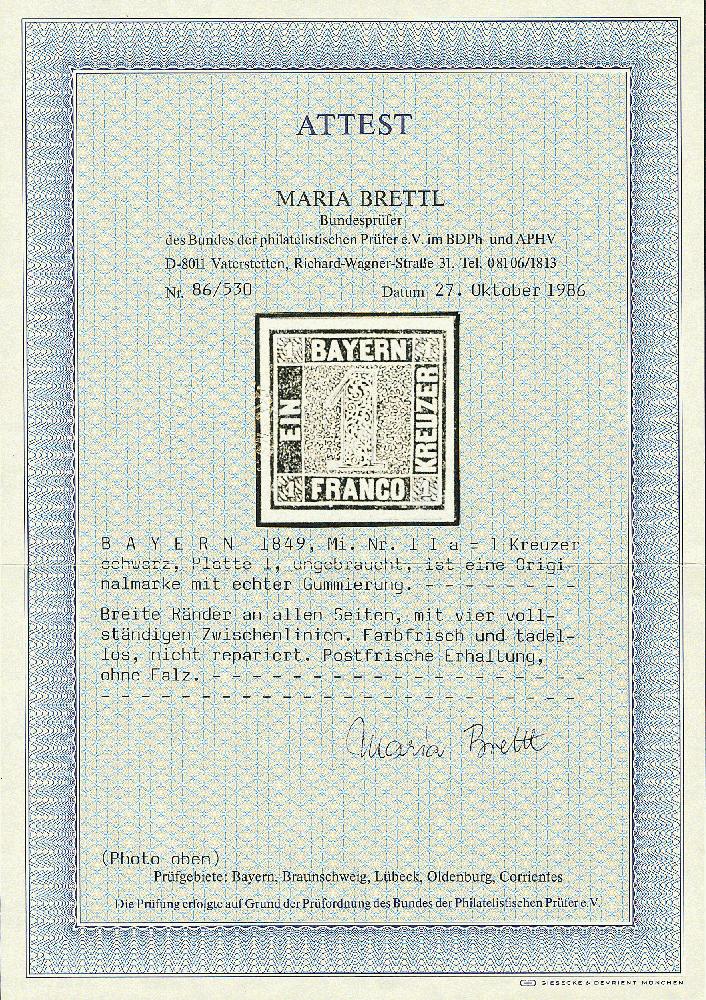 ATTEST
MARIA BRETTL
Bundesprüfer
des Bundes der philatelistischen Prüfer e.V. im BDPh und APHV
D-8011 Vaterstetten, Richard-Wagner-Straße 31, Tel. 08106/1813
Nr. 86/530 Datum 27. Oktober 1986
1 BAYERN 1
EIN 1 KREUZER
1 FRANCO 1
B A Y E R N 1849, Mi. Nr. 1 I a = 1 Kreuzer
schwarz, Platte 1, ungebraucht, ist eine Origi-
nalmarke mit echter Gummierung. - - - - - - - -
Breite Ränder an allen Seiten, mit vier voll-
ständigen Zwischenlinien. Farbfrisch und tadel-
los, nicht repariert. Postfrische Erhaltung,
ohne Falz. - - - - - - - - - - - - - - - - - -
Maria Brettl
(Photo oben)
Prüfgebiete: Bayern, Braunschweig, Lübeck, Oldenburg, Corrientes
Die Prüfung erfolgte auf Grund der Prüfordnung des Bundes der Philatelistischen Prüfer e.V.
GIESECKE & DEVRIENT MÜNCHEN